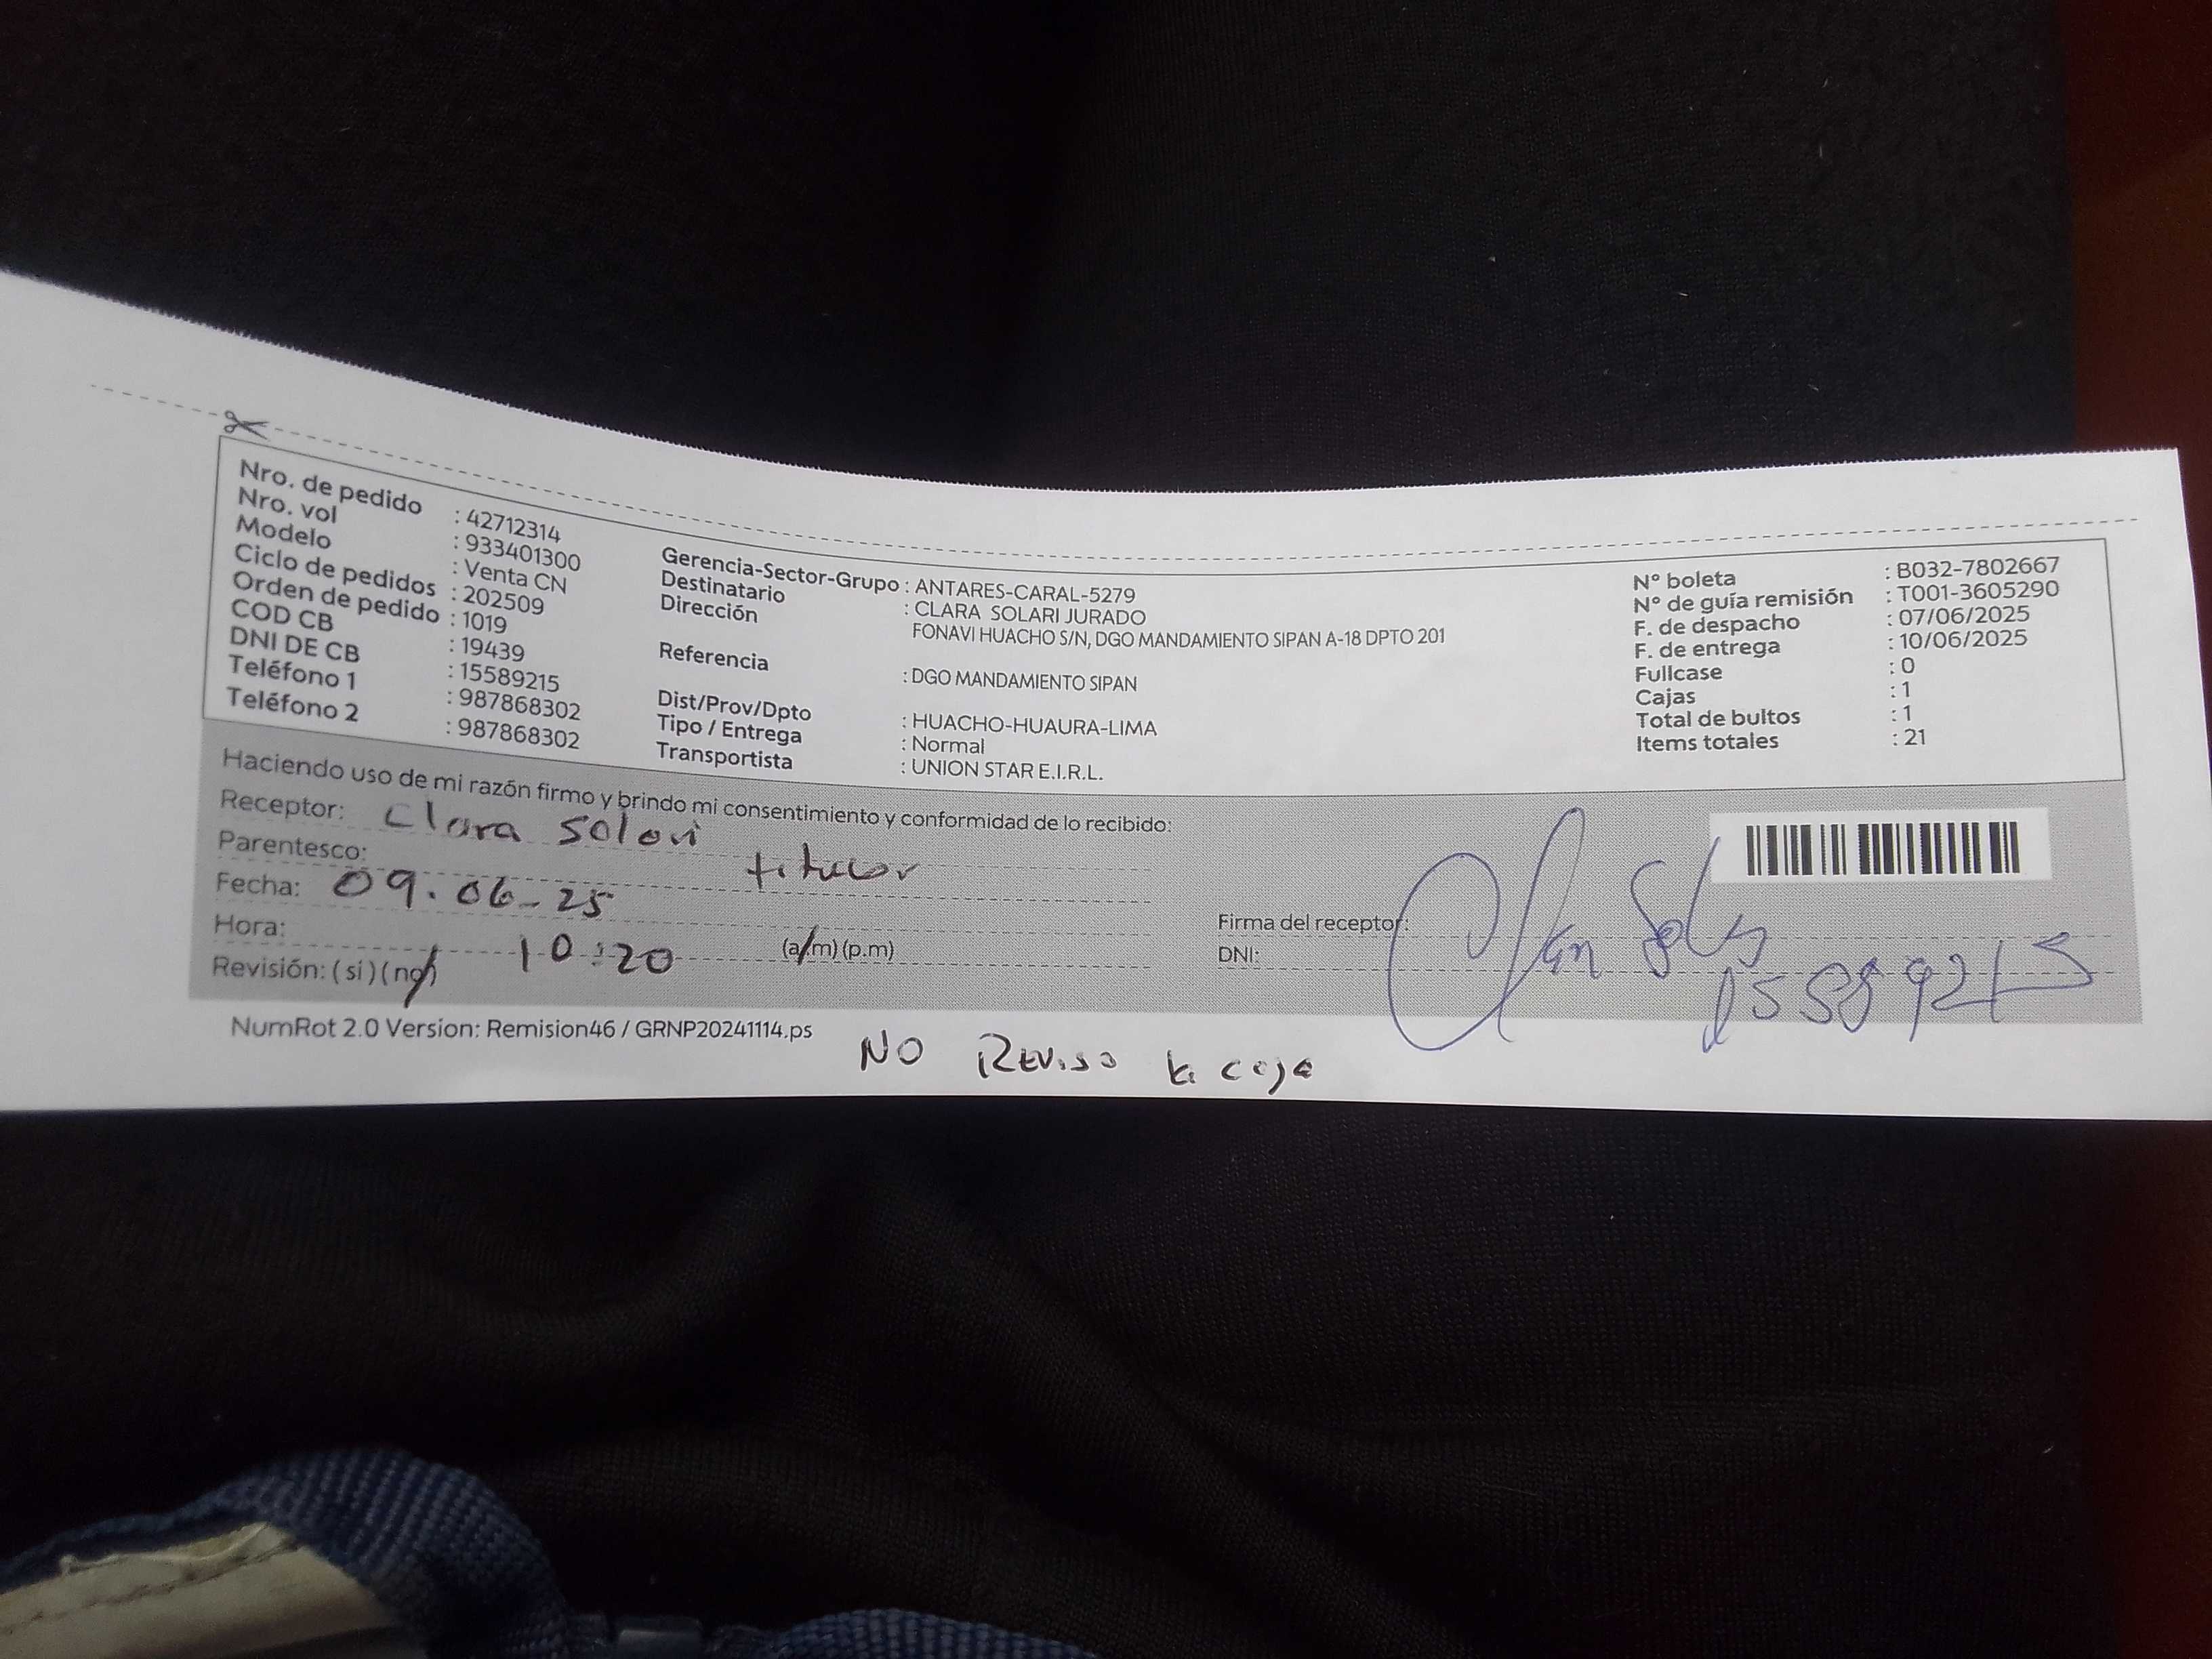 Nro. de pedido : 42712314
Nro. vol : 933401300
Modelo : Venta CN
Ciclo de pedidos : 202509
Orden de pedido : 1019
COD CB : 19439
DNI DE CB : 15589215
Teléfono 1 : 987868302
Teléfono 2 : 987868302
Gerencia-Sector-Grupo : ANTARES-CARAL-5279
Destinatario : CLARA SOLARI JURADO
Dirección FONAVI HUACHO S/N, DGO MANDAMIENTO SIPAN A-18 DPTO 201
Referencia : DGO MANDAMIENTO SIPAN
Dist/Prov/Dpto : HUACHO-HUAURA-LIMA
Tipo / Entrega : Normal
Transportista : UNION STAR E.I.R.L.
N° boleta : B032-7802667
N° de guía remisión : T001-3605290
F. de despacho : 07/06/2025
F. de entrega : 10/06/2025
Fullcase : 0
Cajas : 1
Total de bultos : 1
Items totales : 21
Haciendo uso de mi razón firmo y brindo mi consentimiento y conformidad de lo recibido:
Receptor: Clara Solari
Parentesco: titular
Fecha: 09.06-25
Hora: 10:20 (a.m) (p.m)
Revisión: ( si ) ( no )
Firma del receptor:
DNI: 15589215
NumRot 2.0 Version: Remision46 / GRNP20241114.ps
NO REViso la caja